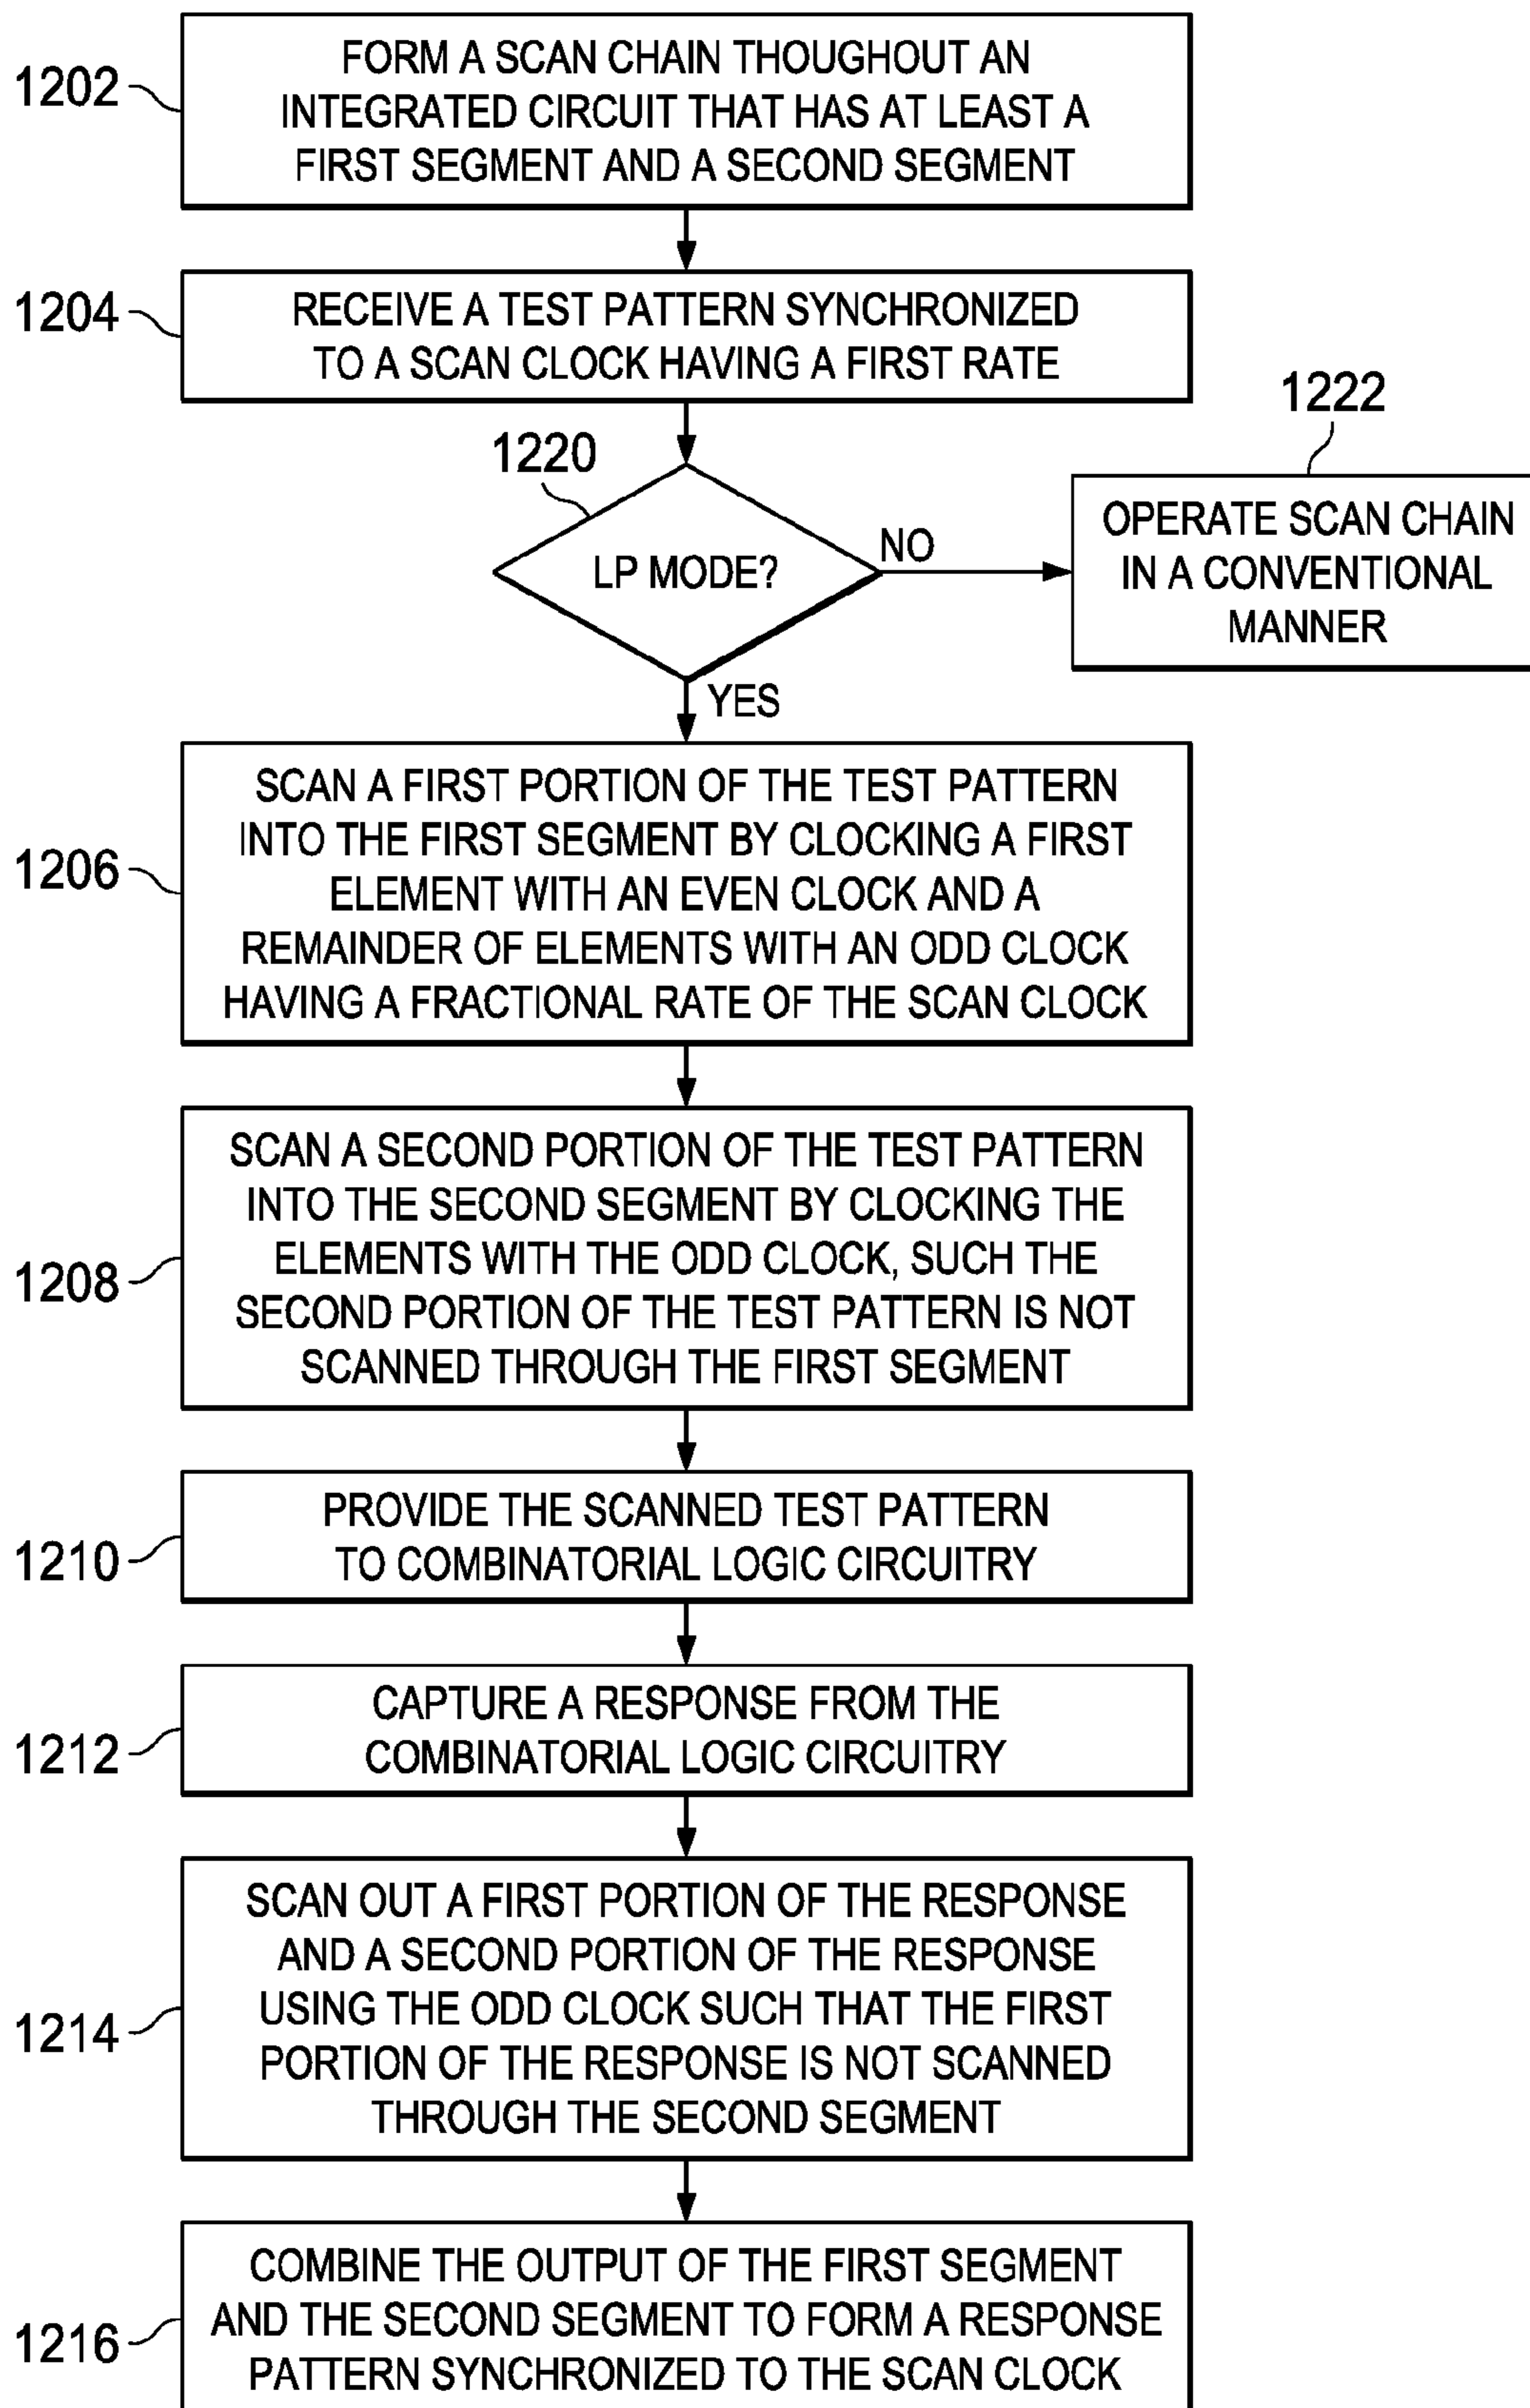 1202
FORM A SCAN CHAIN THOUGHOUT AN
INTEGRATED CIRCUIT THAT HAS AT LEAST A
FIRST SEGMENT AND A SECOND SEGMENT
1204
RECEIVE A TEST PATTERN SYNCHRONIZED
TO A SCAN CLOCK HAVING A FIRST RATE
1220
LP MODE?
NO
1222
OPERATE SCAN CHAIN
IN A CONVENTIONAL
MANNER
YES
1206
SCAN A FIRST PORTION OF THE TEST PATTERN
INTO THE FIRST SEGMENT BY CLOCKING A FIRST
ELEMENT WITH AN EVEN CLOCK AND A
REMAINDER OF ELEMENTS WITH AN ODD CLOCK
HAVING A FRACTIONAL RATE OF THE SCAN CLOCK
1208
SCAN A SECOND PORTION OF THE TEST PATTERN
INTO THE SECOND SEGMENT BY CLOCKING THE
ELEMENTS WITH THE ODD CLOCK, SUCH THE
SECOND PORTION OF THE TEST PATTERN IS NOT
SCANNED THROUGH THE FIRST SEGMENT
1210
PROVIDE THE SCANNED TEST PATTERN
TO COMBINATORIAL LOGIC CIRCUITRY
1212
CAPTURE A RESPONSE FROM THE
COMBINATORIAL LOGIC CIRCUITRY
1214
SCAN OUT A FIRST PORTION OF THE RESPONSE
AND A SECOND PORTION OF THE RESPONSE
USING THE ODD CLOCK SUCH THAT THE FIRST
PORTION OF THE RESPONSE IS NOT SCANNED
THROUGH THE SECOND SEGMENT
1216
COMBINE THE OUTPUT OF THE FIRST SEGMENT
AND THE SECOND SEGMENT TO FORM A RESPONSE
PATTERN SYNCHRONIZED TO THE SCAN CLOCK